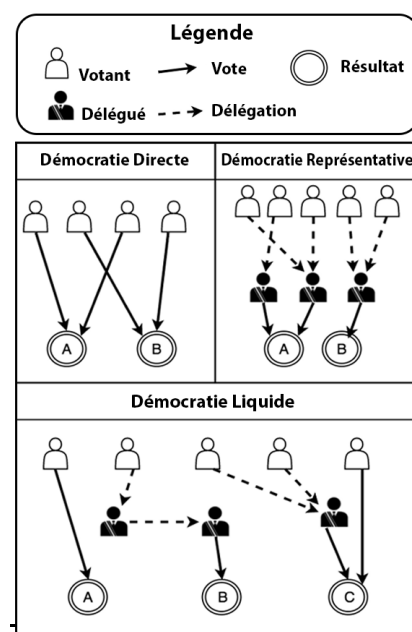 Légende
Votant
Vote
Résultat
Délégué
Délégation
Démocratie Directe
Démocratie Représentative
A
B
A
B
Démocratie Liquide
A
B
C